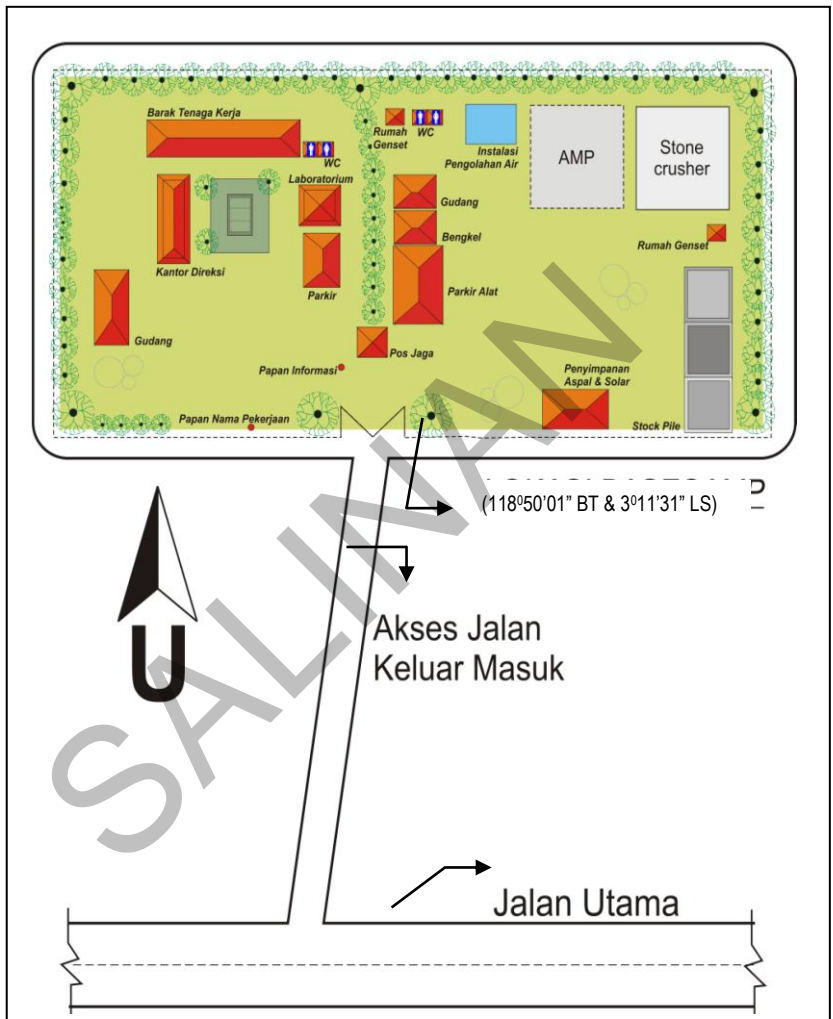 Barak Tenaga Kerja
WC
Rumah
Genset
WC
Instalasi
Pengolahan Air
AMP
Stone
crusher
Laboratorium
Gudang
Bengkel
Rumah Genset
Kantor Direksi
Parkir
Parkir Alat
Gudang
Pos Jaga
Papan Informasi
Penyimpanan
Aspal & Solar
Papan Nama Pekerjaan
Stock Pile
(118⁰50’01” BT & 3⁰11’31” LS)
U
Akses Jalan
Keluar Masuk
SALINAN
Jalan Utama